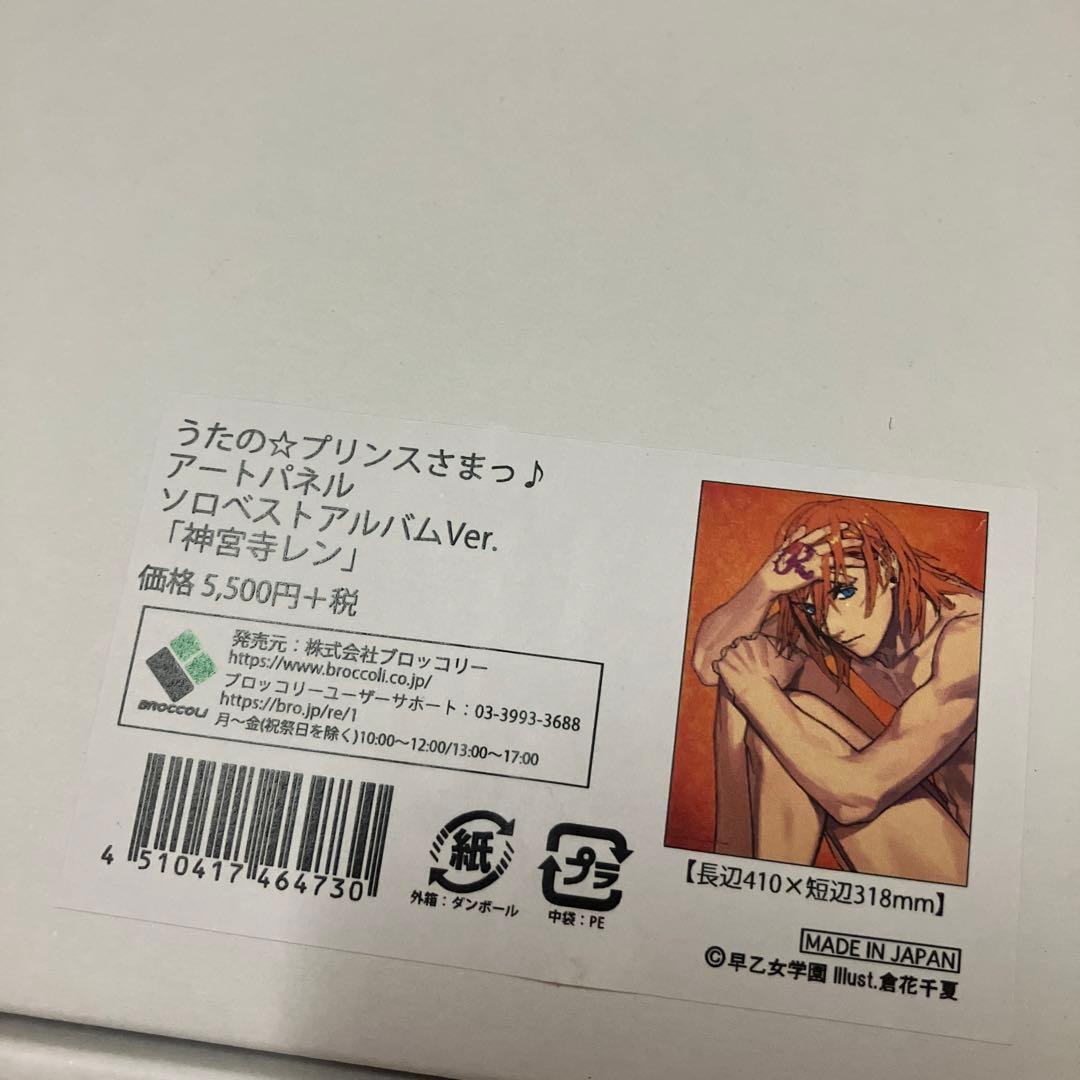 うたの☆プリンスさまっ♪
アートパネル
ソロベストアルバムVer.
「神宮寺レン」
価格 5,500円+税
BROCCOLI
発売元：株式会社ブロッコリー
https://www.broccoli.co.jp/
ブロッコリーユーザーサポート：03-3993-3688
https://bro.jp/re/1
月～金(祝祭日を除く)10:00～12:00/13:00～17:00
4 510417 464730
紙
外箱：ダンボール
プラ
中袋：PE
【長辺410×短辺318mm】
MADE IN JAPAN
©早乙女学園 Illust.倉花千夏